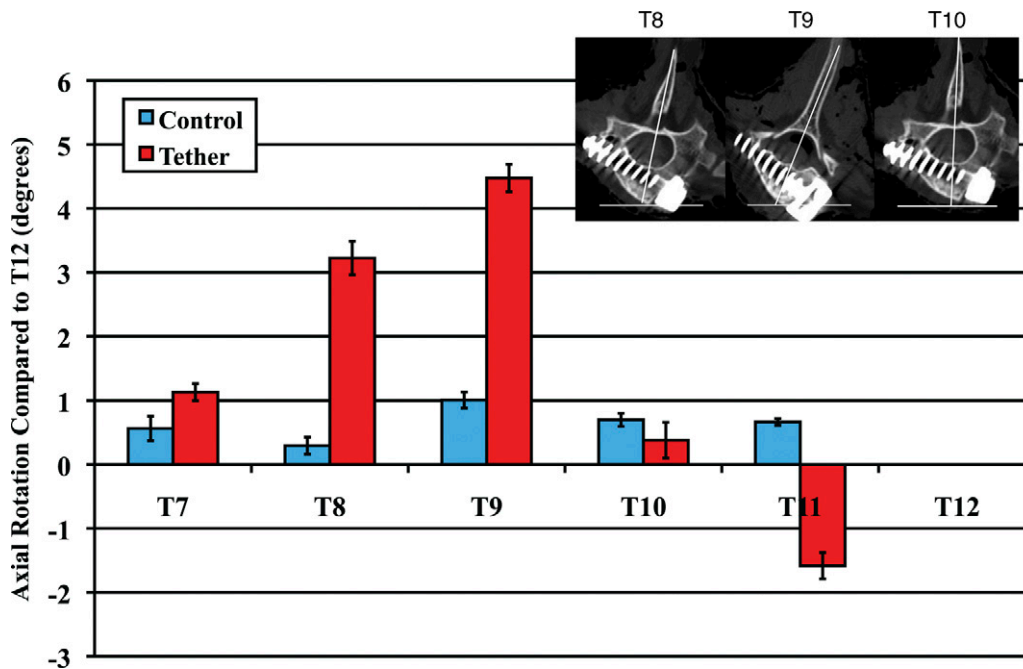 T8 T9 T10
6
5
4
3
2
1
0
-1
-2
-3
Axial Rotation Compared to T12 (degrees)
Control
Tether
T7 T8 T9 T10 T11 T12